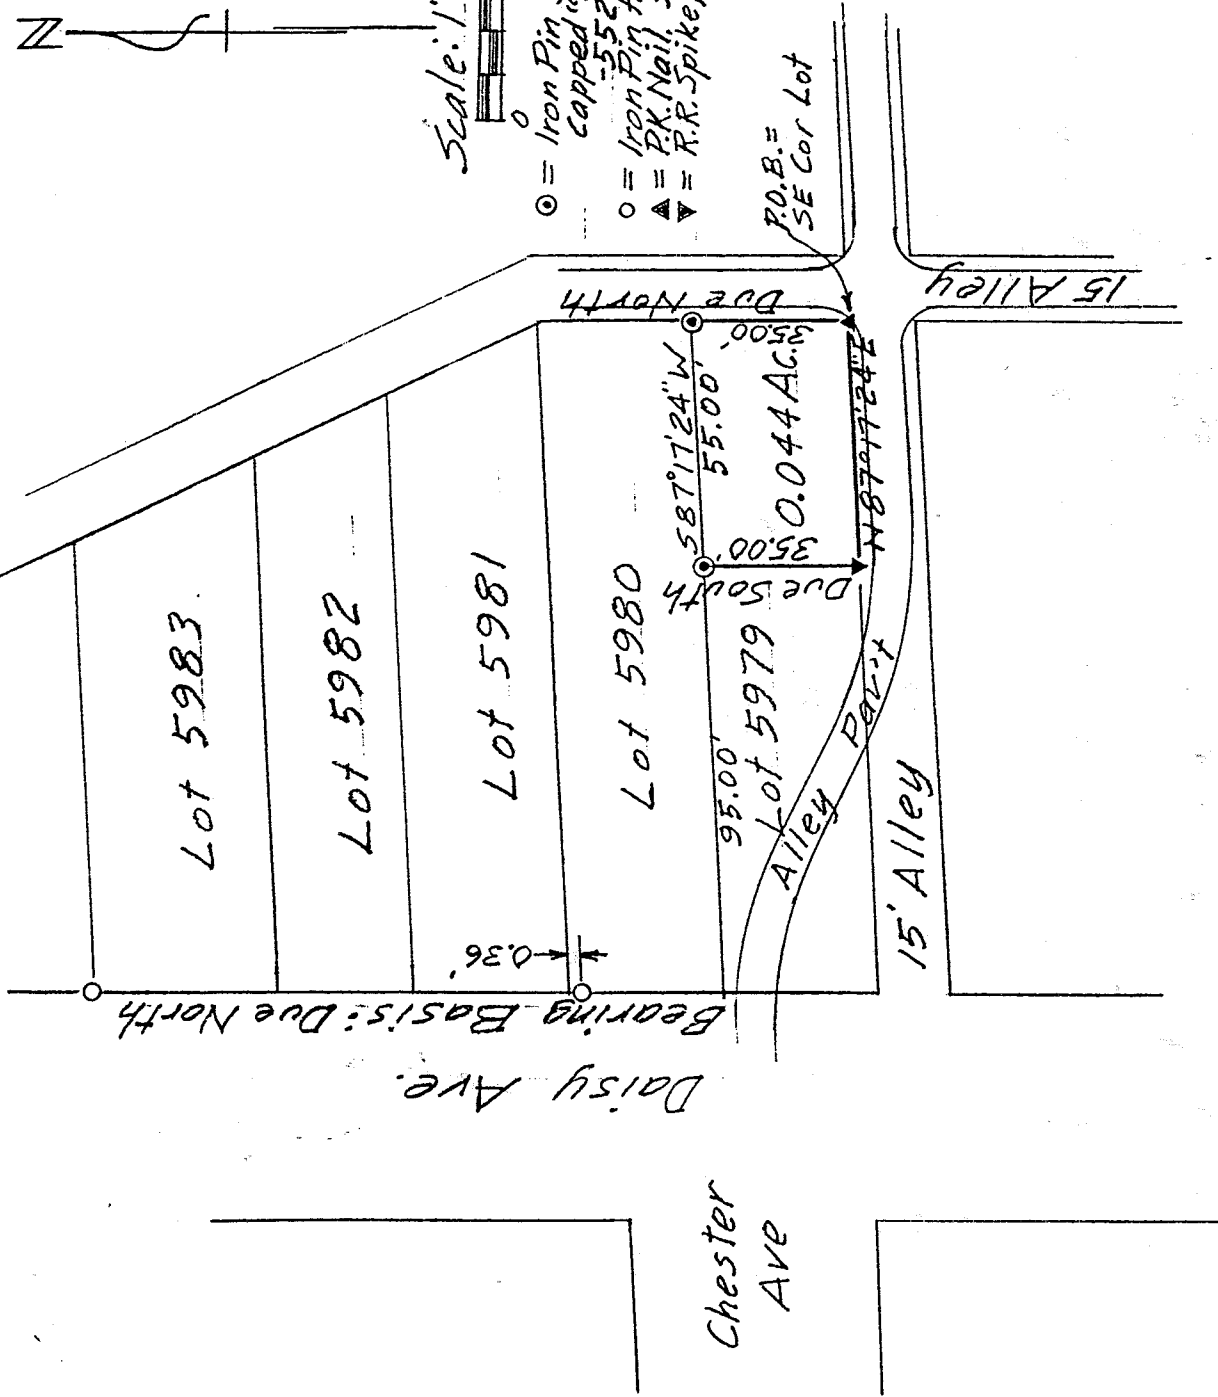 N
Scale: 1"
0
= Iron Pin
capped
-552
= Iron Pin
= P.K. Nail,
= R.R. Spike,
P.O.B.=
SE Cor Lot
15 Alley
Due North
35.00'
S87°17'24"W
55.00'
0.044 Ac.
N87°17'24"E
35.00'
Due South
Lot 5983
Lot 5982
Lot 5981
Lot 5980
Lot 5979
95.00'
Alley Pav't
15' Alley
0.36'
Bearing Basis: Due North
Daisy Ave.
Chester
Ave